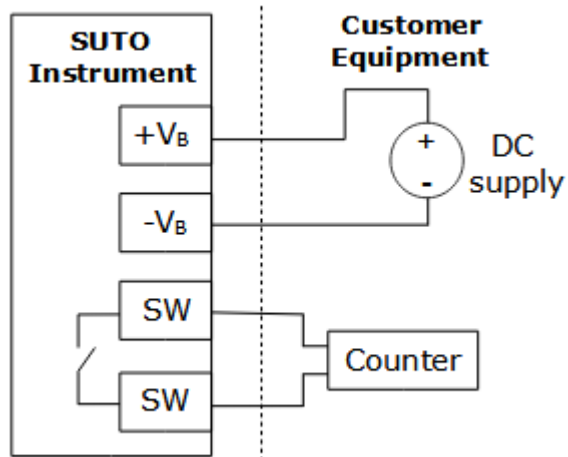 SUTO
Instrument
Customer
Equipment
+VB
+
-
DC
supply
-VB
SW
Counter
SW